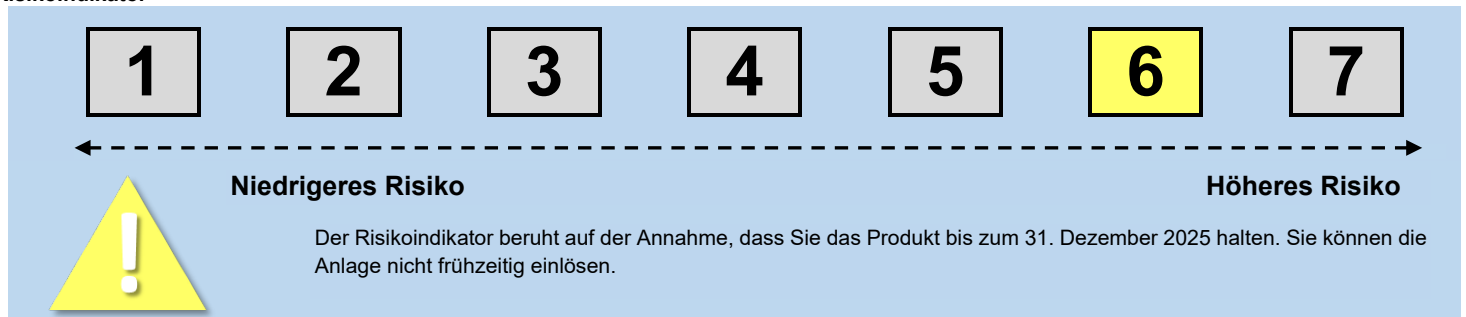 Risikoindikator
1 2 3 4 5 6 7
Niedrigeres Risiko Höheres Risiko
Der Risikoindikator beruht auf der Annahme, dass Sie das Produkt bis zum 31. Dezember 2025 halten. Sie können die
Anlage nicht frühzeitig einlösen.